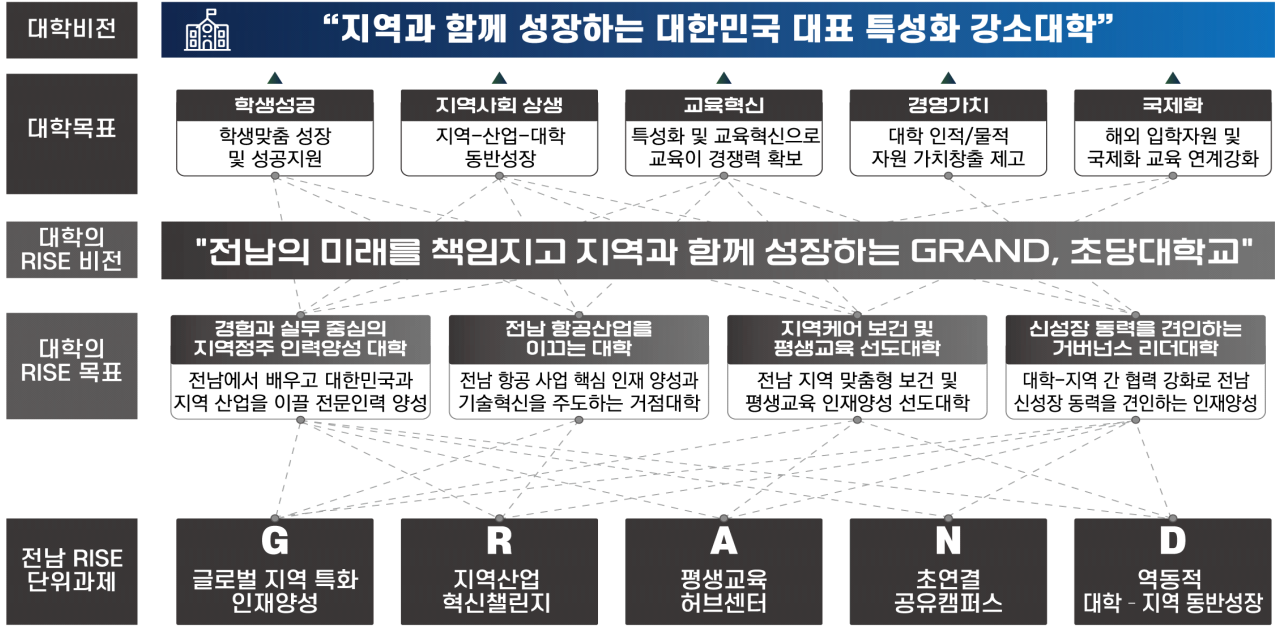 대학비전
“지역과 함께 성장하는 대한민국 대표 특성화 강소대학”
대학목표
학생성공
학생맞춤 성장
및 성공지원
지역사회 상생
지역-산업-대학
동반성장
교육혁신
특성화 및 교육혁신으로
교육이 경쟁력 확보
경영가치
대학 인적/물적
자원 가치창출 제고
국제화
해외 입학자원 및
국제화 교육 연계강화
대학의
RISE 비전
"전남의 미래를 책임지고 지역과 함께 성장하는 GRAND, 초당대학교"
대학의
RISE 목표
경험과 실무 중심의
지역정주 인력양성 대학
전남에서 배우고 대한민국과
지역 산업을 이끌 전문인력 양성
전남 항공산업을
이끄는 대학
전남 항공 사업 핵심 인재 양성과
기술혁신을 주도하는 거점대학
지역케어 보건 및
평생교육 선도대학
전남 지역 맞춤형 보건 및
평생교육 인재양성 선도대학
신성장 동력을 견인하는
거버넌스 리더대학
대학-지역 간 협력 강화로 전남
신성장 동력을 견인하는 인재양성
전남 RISE
단위과제
G
글로벌 지역 특화
인재양성
R
지역산업
혁신챌린지
A
평생교육
허브센터
N
초연결
공유캠퍼스
D
역동적
대학 - 지역 동반성장